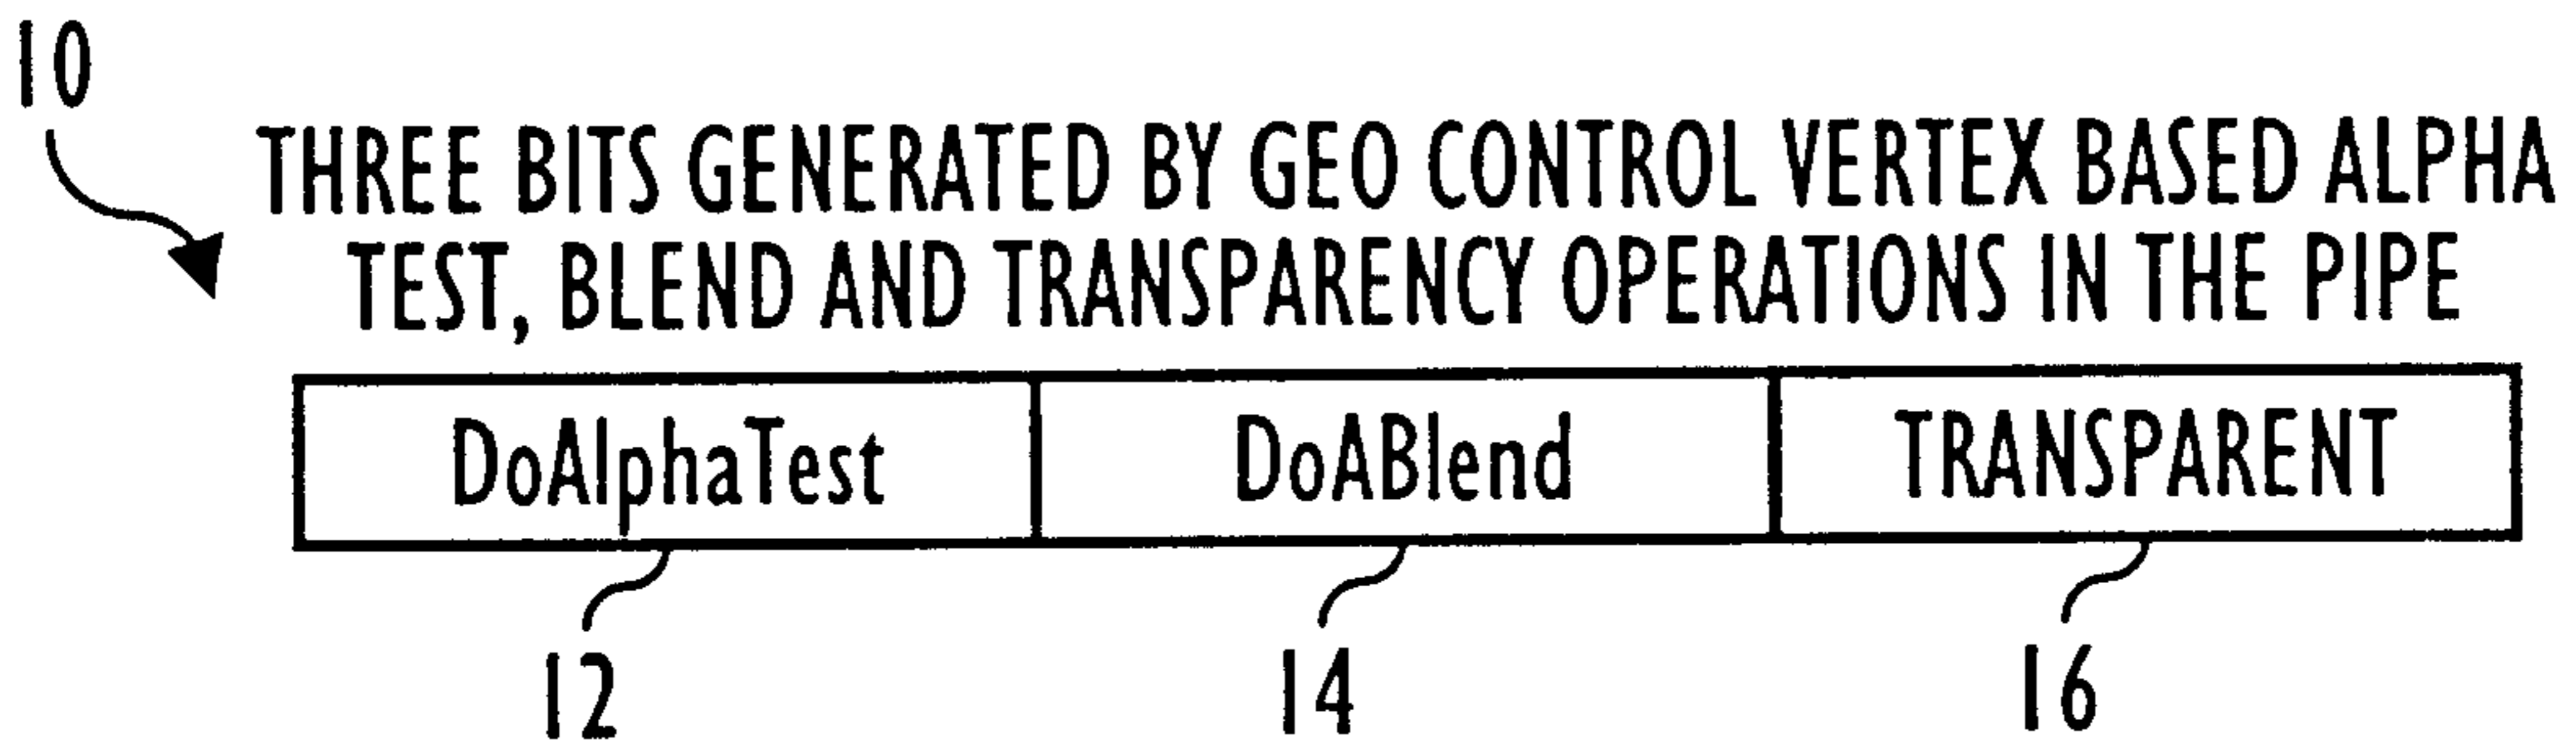 10
THREE BITS GENERATED BY GEO CONTROL VERTEX BASED ALPHA
TEST, BLEND AND TRANSPARENCY OPERATIONS IN THE PIPE
DoAlphaTest DoABlend TRANSPARENT
12 14 16